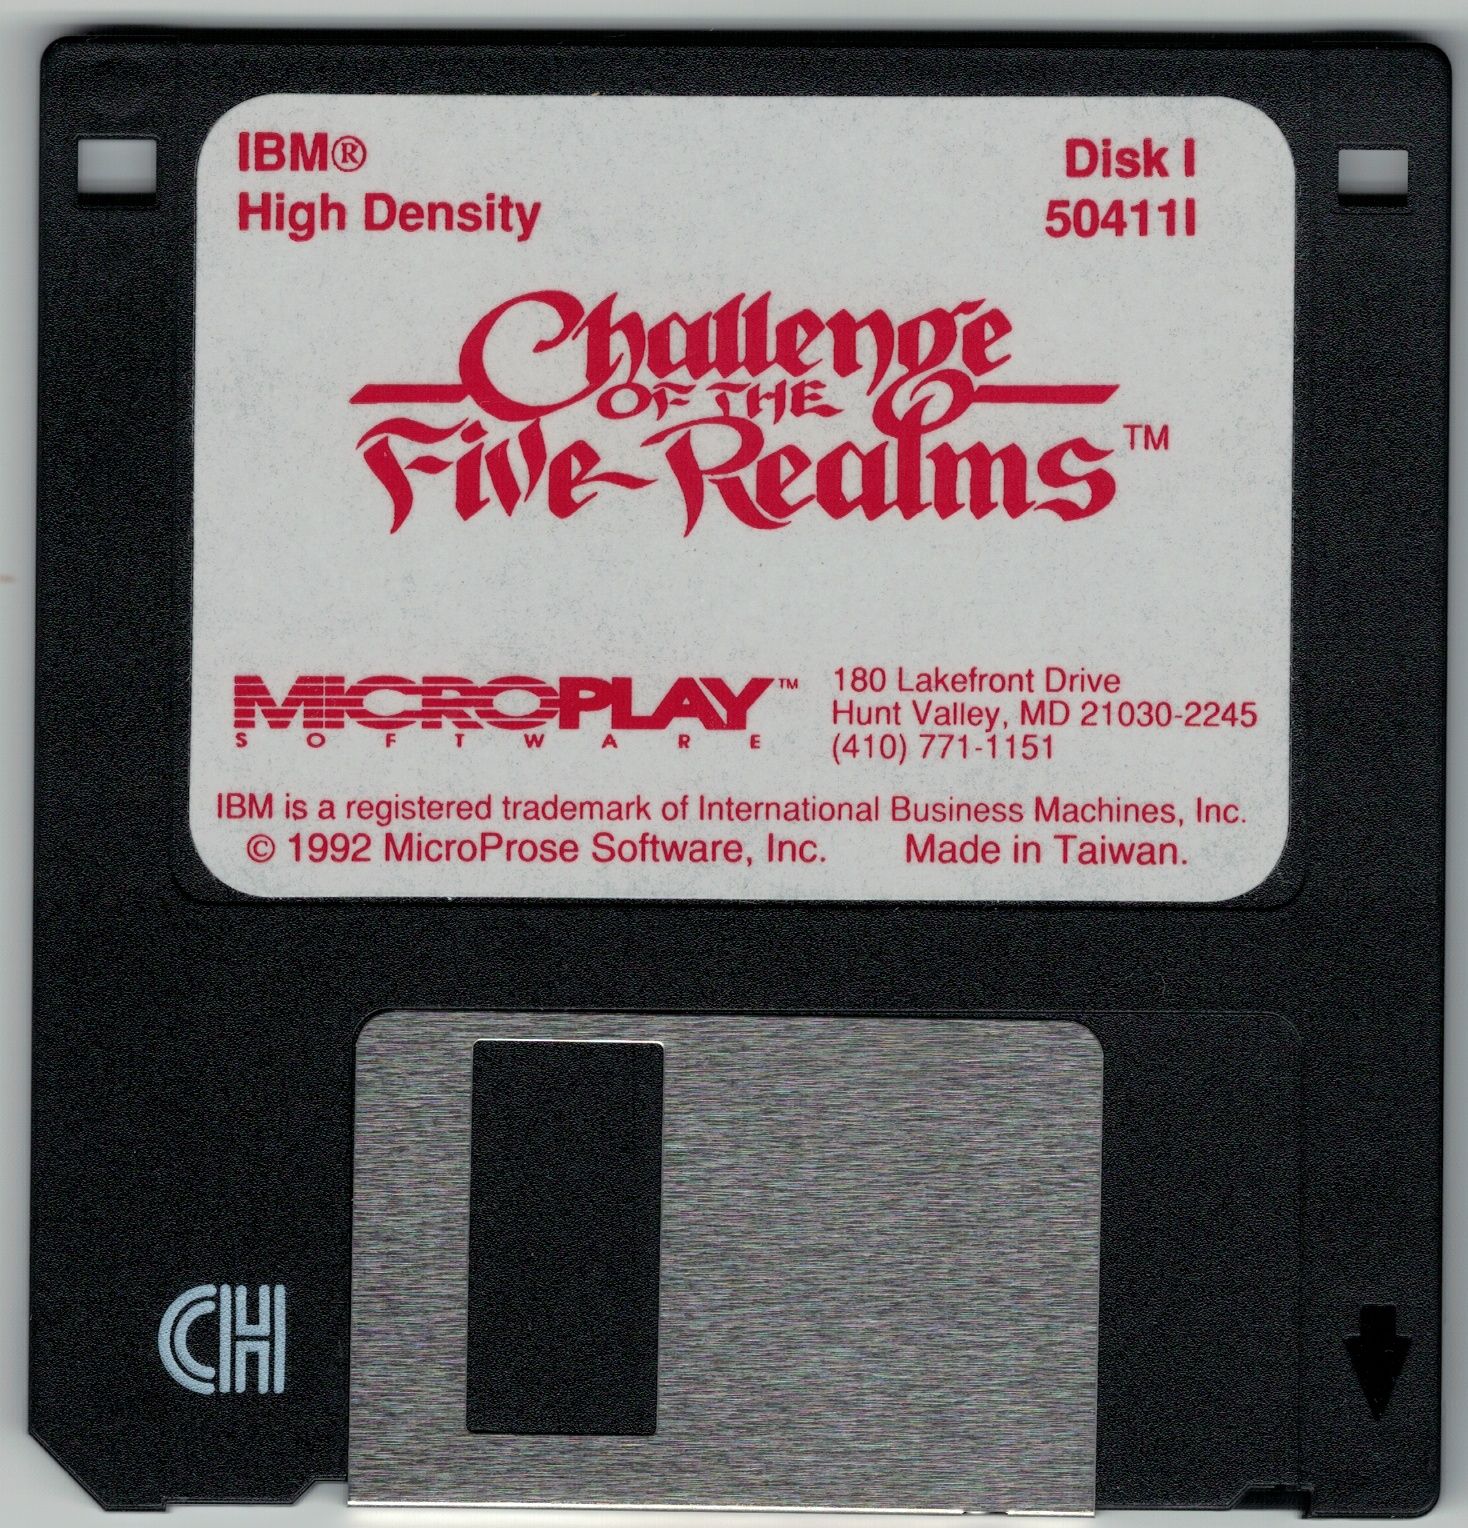 IBM® Disk I
High Density 50411I
Challenge
OF THE
Five Realms™
MICROPLAY™
SOFTWARE
180 Lakefront Drive
Hunt Valley, MD 21030-2245
(410) 771-1151
IBM is a registered trademark of International Business Machines, Inc.
© 1992 MicroProse Software, Inc. Made in Taiwan.
CH